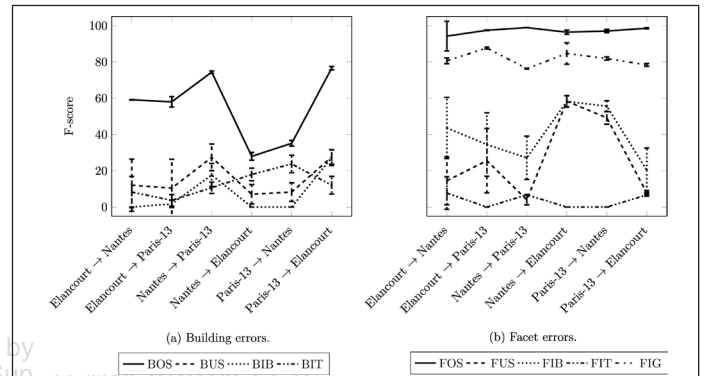 100
80
60
40
20
0
F-score
Elancourt → Nantes
Elancourt → Paris-13
Nantes → Paris-13
Nantes → Elancourt
Paris-13 → Nantes
Paris-13 → Elancourt
(a) Building errors.
BOS BUS BIB BIT
Elancourt → Nantes
Elancourt → Paris-13
Nantes → Paris-13
Nantes → Elancourt
Paris-13 → Nantes
Paris-13 → Elancourt
(b) Facet errors.
FOS FUS FIB FIT FIG
by